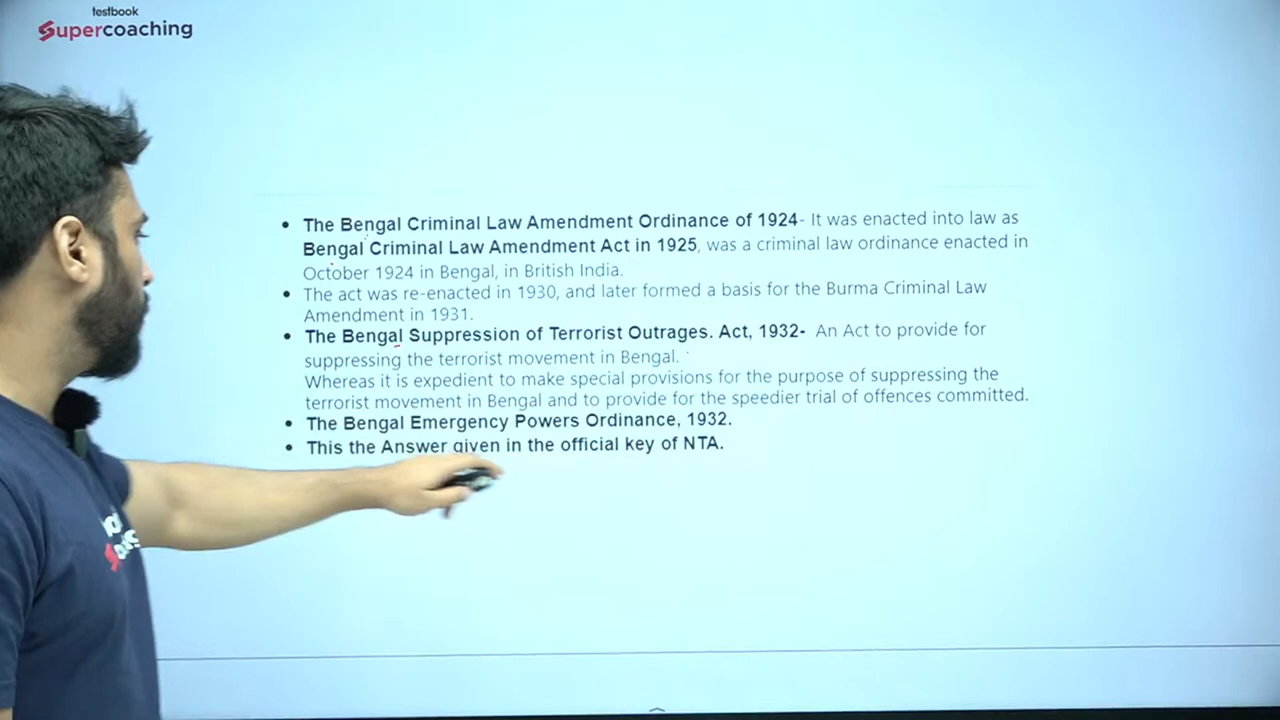 testbook
Supercoaching
• The Bengal Criminal Law Amendment Ordinance of 1924- It was enacted into law as
Bengal Criminal Law Amendment Act in 1925, was a criminal law ordinance enacted in
October 1924 in Bengal, in British India.
• The act was re-enacted in 1930, and later formed a basis for the Burma Criminal Law
Amendment in 1931.
• The Bengal Suppression of Terrorist Outrages. Act, 1932- An Act to provide for
suppressing the terrorist movement in Bengal.
Whereas it is expedient to make special provisions for the purpose of suppressing the
terrorist movement in Bengal and to provide for the speedier trial of offences committed.
• The Bengal Emergency Powers Ordinance, 1932.
• This the Answer given in the official key of NTA.